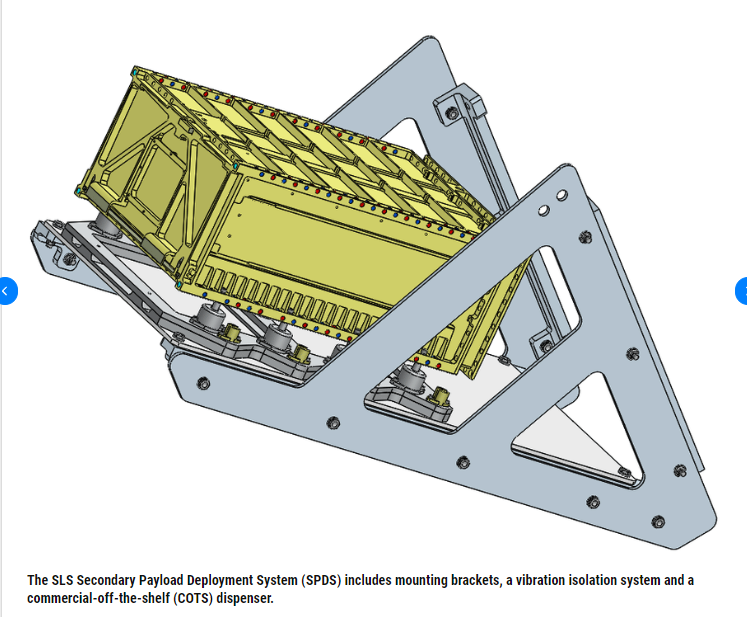 The SLS Secondary Payload Deployment System (SPDS) includes mounting brackets, a vibration isolation system and a
commercial-off-the-shelf (COTS) dispenser.